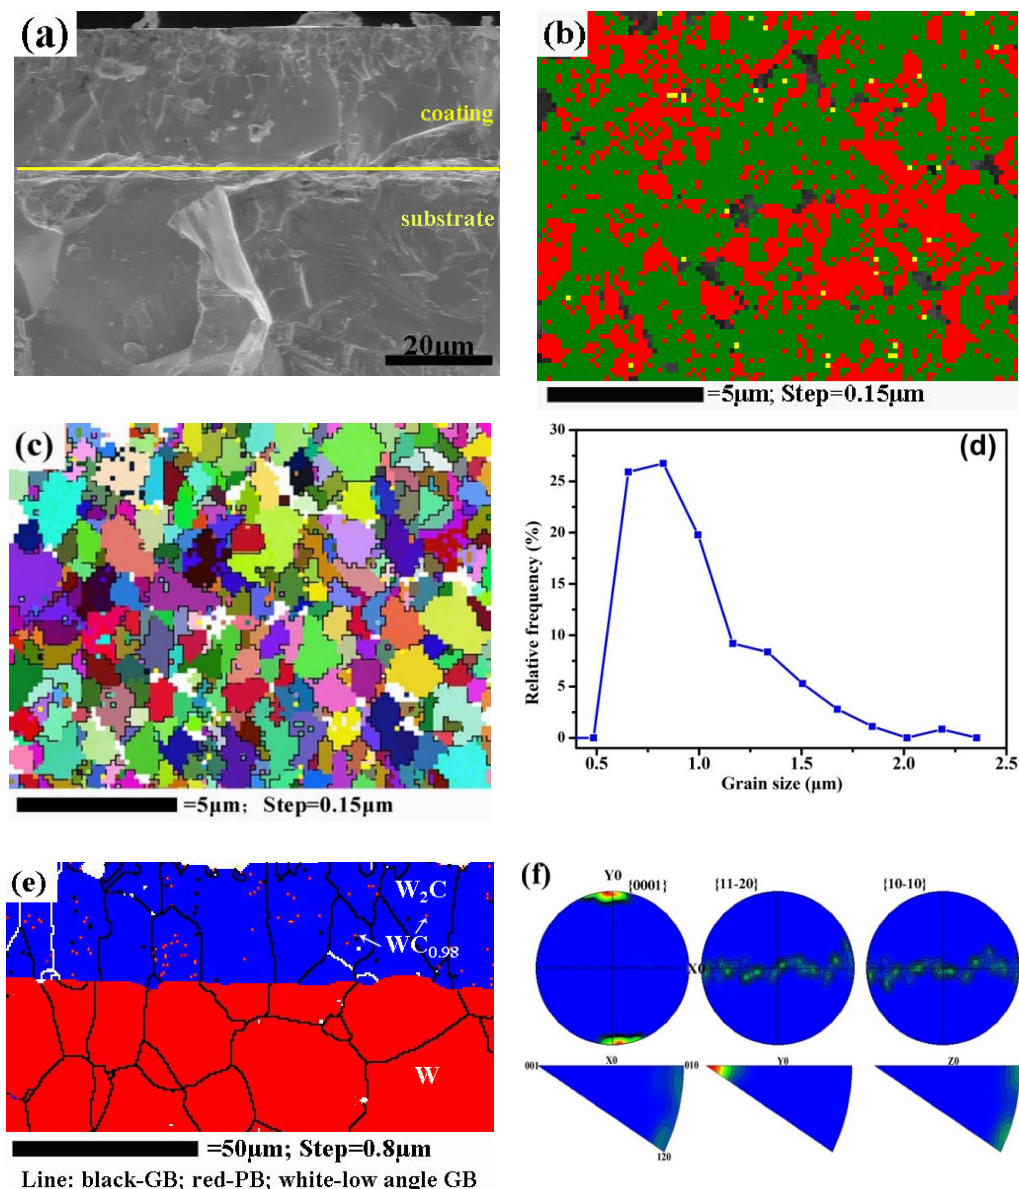 (a)
coating
substrate
20μm
(b)
=5μm; Step=0.15μm
(c)
=5μm; Step=0.15μm
(d)
Relative frequency (%)
30
25
20
15
10
5
0
0.5 1.0 1.5 2.0 2.5
Grain size (μm)
(e)
W2C
WC0.98
W
=50μm; Step=0.8μm
Line: black-GB; red-PB; white-low angle GB
(f)
Y0 {0001} {11-20} {10-10}
X0
X0 Y0 Z0
001 010
120